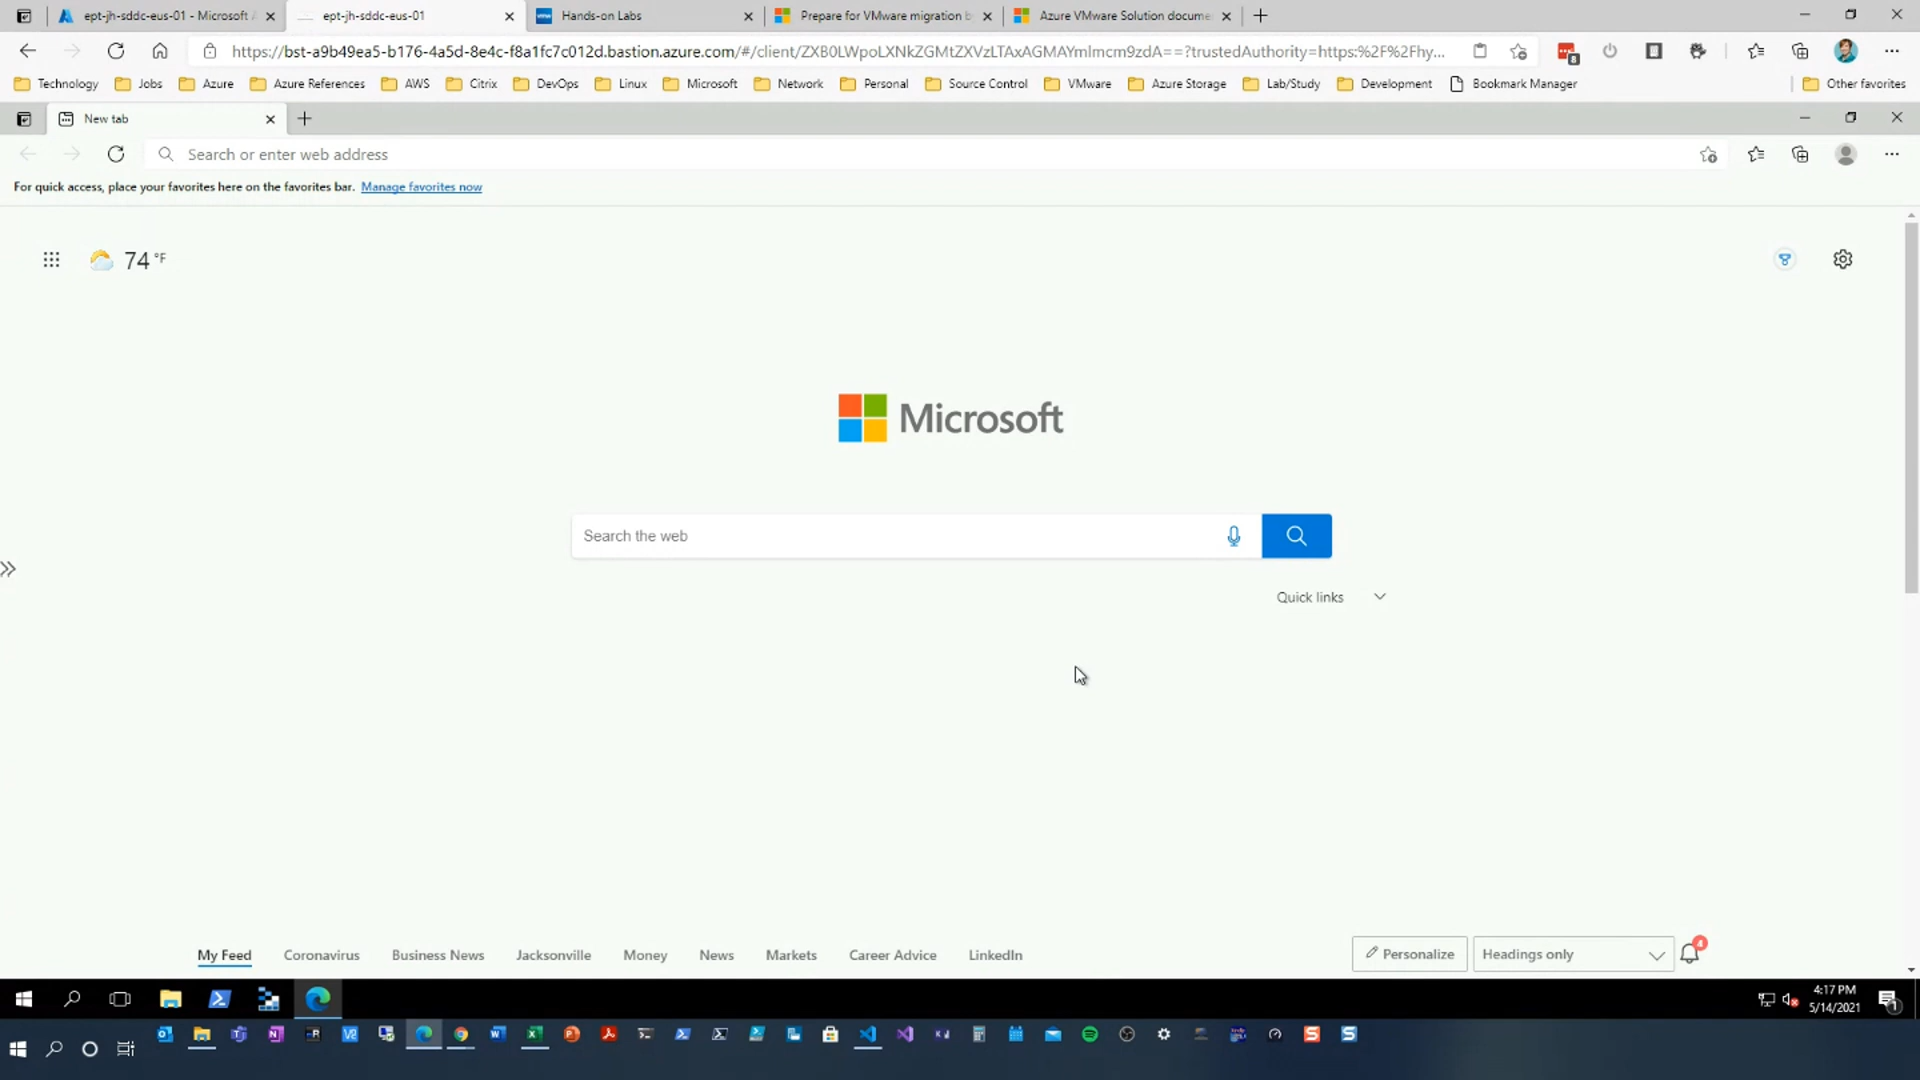 ept-jh-sddc-eus-01 - Microsoft A
ept-jh-sddc-eus-01
Hands-on Labs
Prepare for VMware migration b
Azure VMware Solution docume
https://bst-a9b49ea5-b176-4a5d-8e4c-f8a1fc7c012d.bastion.azure.com/#/client/ZXB0LWpoLXNkZGMtZXVzLTAxAGMAYmlmcm9zdA==?trustedAuthority=https:%2F%2Fhy...
8
Technology
Jobs
Azure
Azure References
AWS
Citrix
DevOps
Linux
Microsoft
Network
Personal
Source Control
VMware
Azure Storage
Lab/Study
Development
Bookmark Manager
Other favorites
New tab
Search or enter web address
For quick access, place your favorites here on the favorites bar. Manage favorites now
74 °F
Microsoft
Search the web
Quick links
My Feed
Coronavirus
Business News
Jacksonville
Money
News
Markets
Career Advice
LinkedIn
Personalize
Headings only
4
4:17 PM
5/14/2021
1